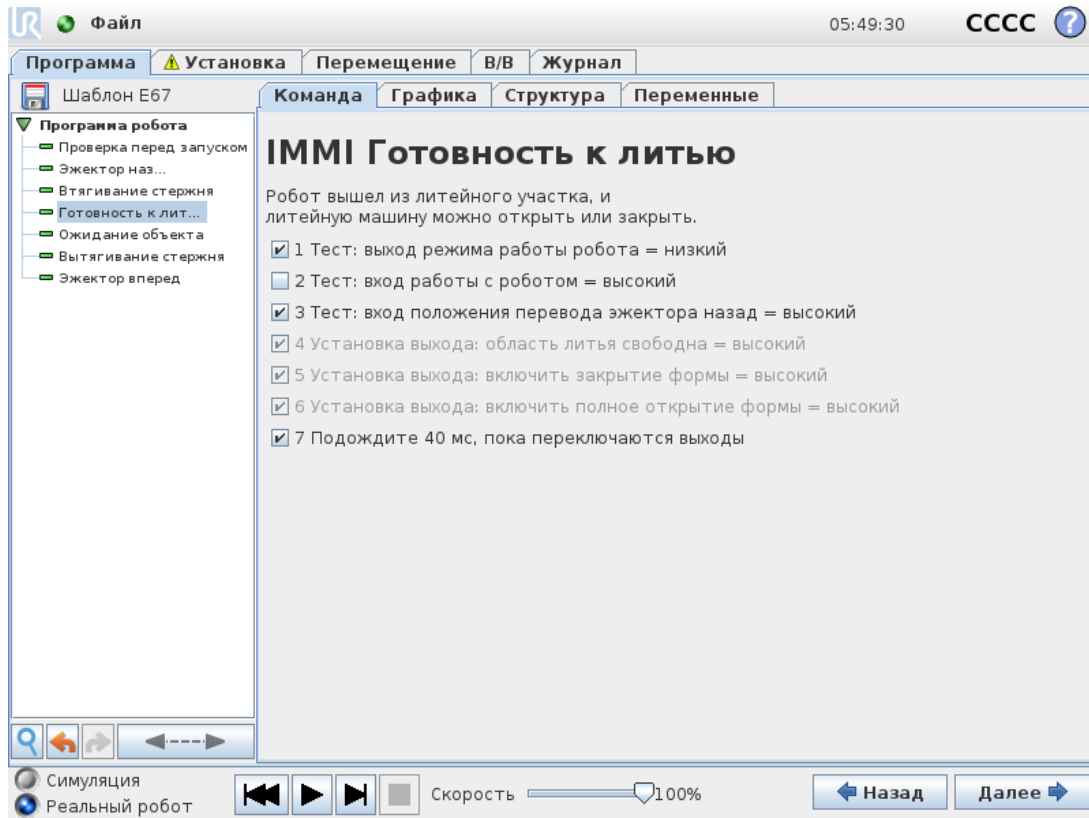 UR Файл 05:49:30 CCCC ?
Программа Установка Перемещение В/В Журнал
Шаблон E67 Команда Графика Структура Переменные
Программа робота
Проверка перед запуском
Эжектор наз...
Втягивание стержня
Готовность к лит...
Ожидание объекта
Вытягивание стержня
Эжектор вперед
IMMI Готовность к литью
Робот вышел из литейного участка, и
литейную машину можно открыть или закрыть.
1 Тест: выход режима работы робота = низкий
2 Тест: вход работы с роботом = высокий
3 Тест: вход положения перевода эжектора назад = высокий
4 Установка выхода: область литья свободна = высокий
5 Установка выхода: включить закрытие формы = высокий
6 Установка выхода: включить полное открытие формы = высокий
7 Подождите 40 мс, пока переключаются выходы
Симуляция
Реальный робот
Скорость 100%
Назад Далее